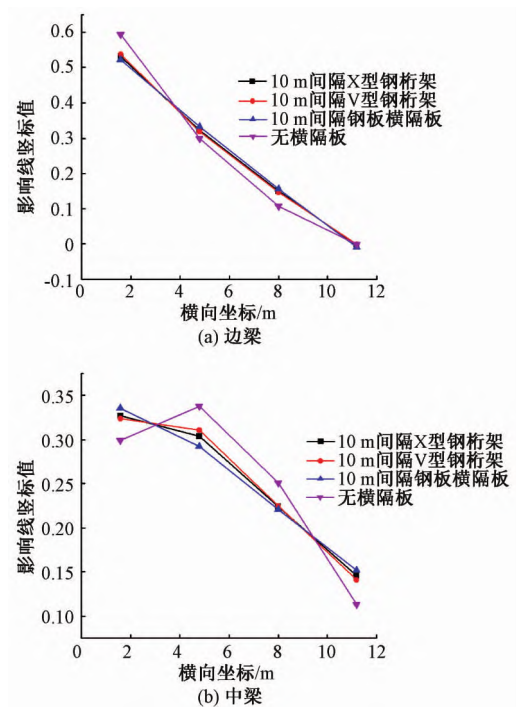 0.6
0.5
0.4
0.3
0.2
0.1
0
-0.1
影响线竖标值
10 m间隔X型钢桁架
10 m间隔V型钢桁架
10 m间隔钢板横隔板
无横隔板
0 2 4 6 8 10 12
横向坐标/m
(a) 边梁
0.35
0.30
0.25
0.20
0.15
0.10
影响线竖标值
10 m间隔X型钢桁架
10 m间隔V型钢桁架
10 m间隔钢板横隔板
无横隔板
0 2 4 6 8 10 12
横向坐标/m
(b) 中梁